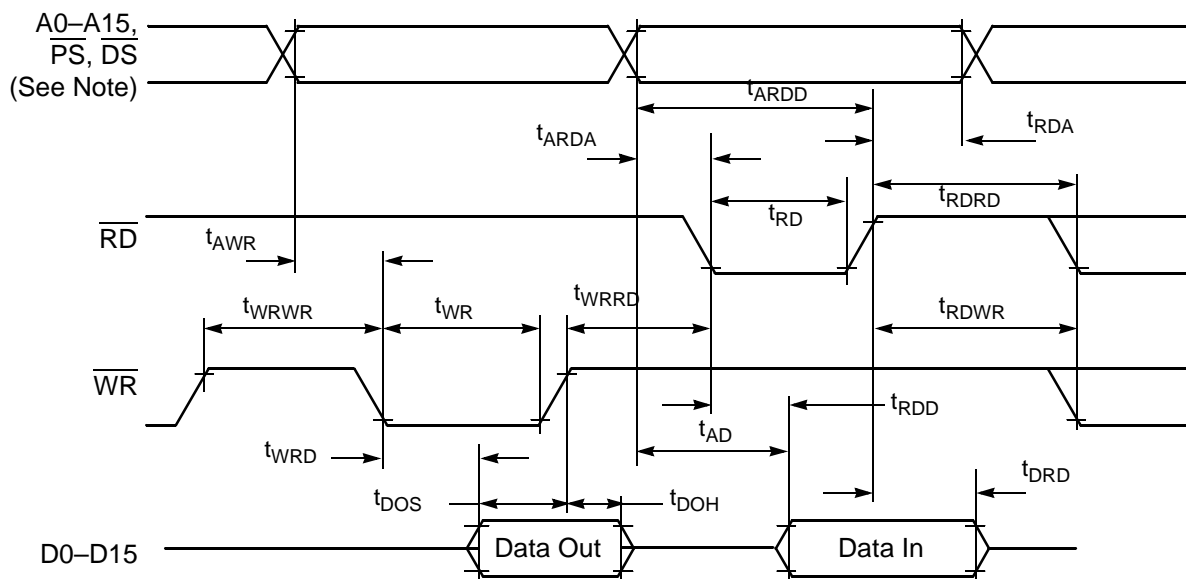 A0–A15,
PS, DS
(See Note)
tARDD
tARDA
tRDA
tRDRD
tRD
RD
tAWR
tWRWR
tWR
tWRRD
tRDWR
WR
tRDD
tAD
tWRD
tDRD
tDOS
tDOH
D0–D15
Data Out
Data In